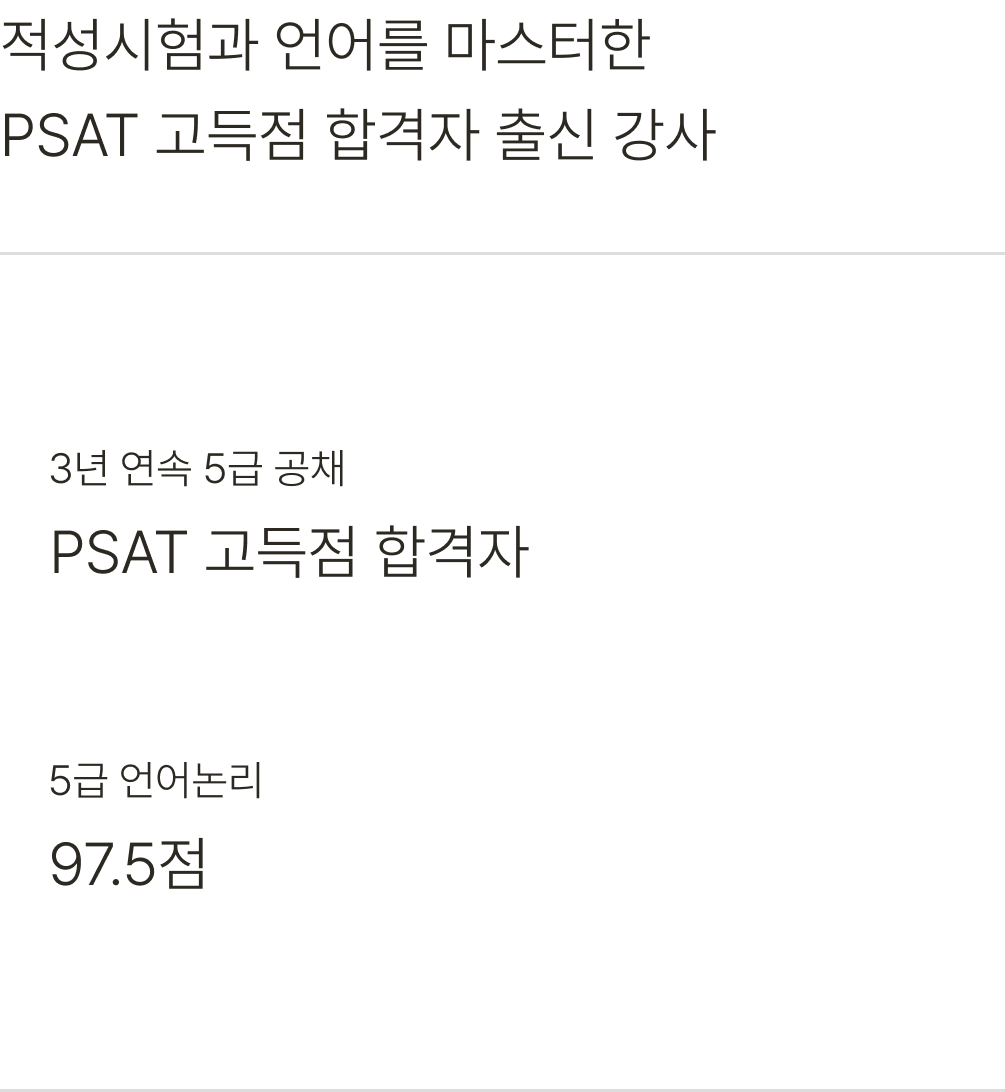 적성시험과 언어를 마스터한
PSAT 고득점 합격자 출신 강사
3년 연속 5급 공채
PSAT 고득점 합격자
5급 언어논리
97.5점